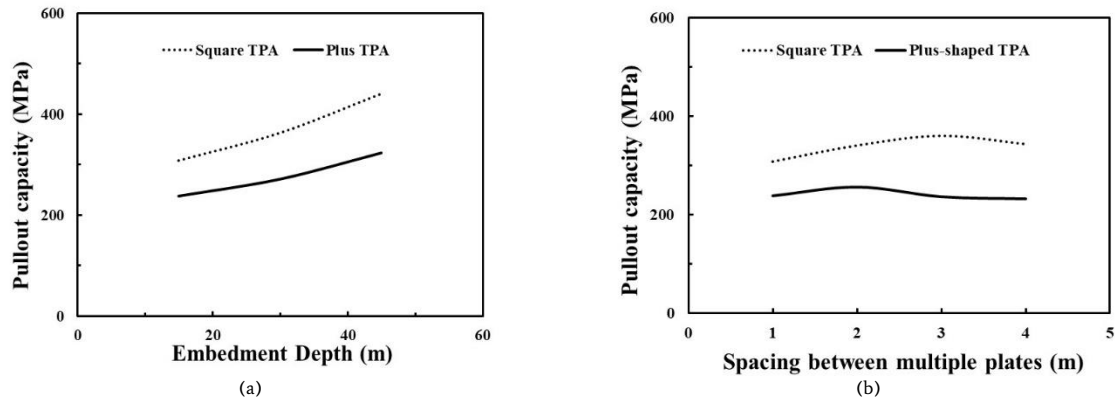 600
400
200
0
Pullout capacity (MPa)
Square TPA Plus TPA
0 20 40 60
Embedment Depth (m)
(a)
600
400
200
0
Pullout capacity (MPa)
Square TPA Plus-shaped TPA
0 1 2 3 4 5
Spacing between multiple plates (m)
(b)